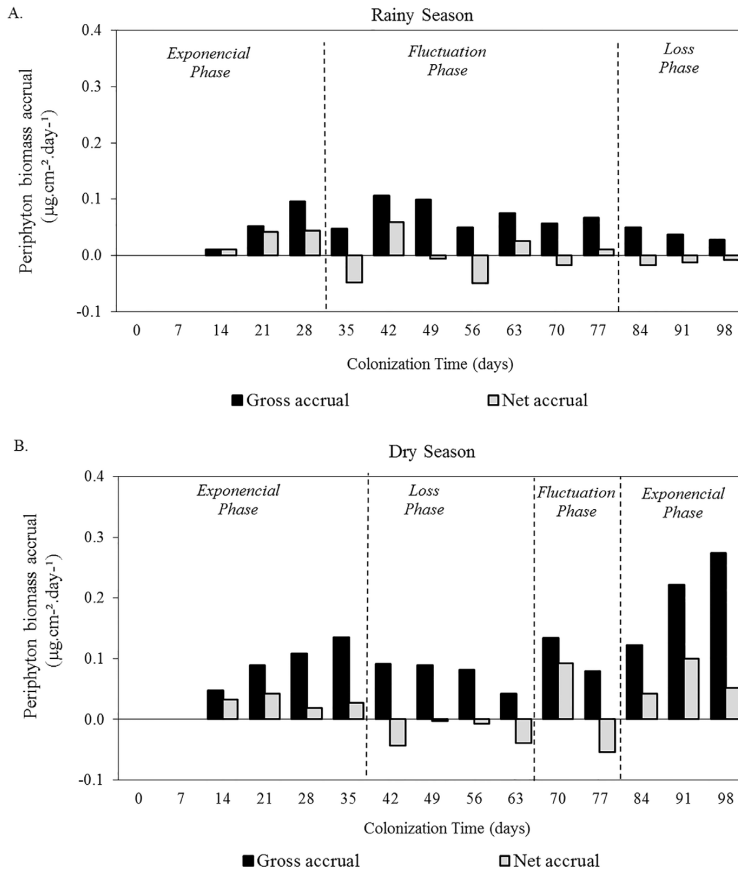 A.
Rainy Season
Exponencial
Phase
Fluctuation
Phase
Loss
Phase
Periphyton biomass accrual
(µg.cm-².day-¹)
0.4
0.3
0.2
0.1
0.0
-0.1
0 7 14 21 28 35 42 49 56 63 70 77 84 91 98
Colonization Time (days)
Gross accrual Net accrual
B.
Dry Season
Exponencial
Phase
Loss
Phase
Fluctuation
Phase
Exponencial
Phase
Periphyton biomass accrual
(µg.cm-².day-¹)
0.4
0.3
0.2
0.1
0.0
-0.1
0 7 14 21 28 35 42 49 56 63 70 77 84 91 98
Colonization Time (days)
Gross accrual Net accrual